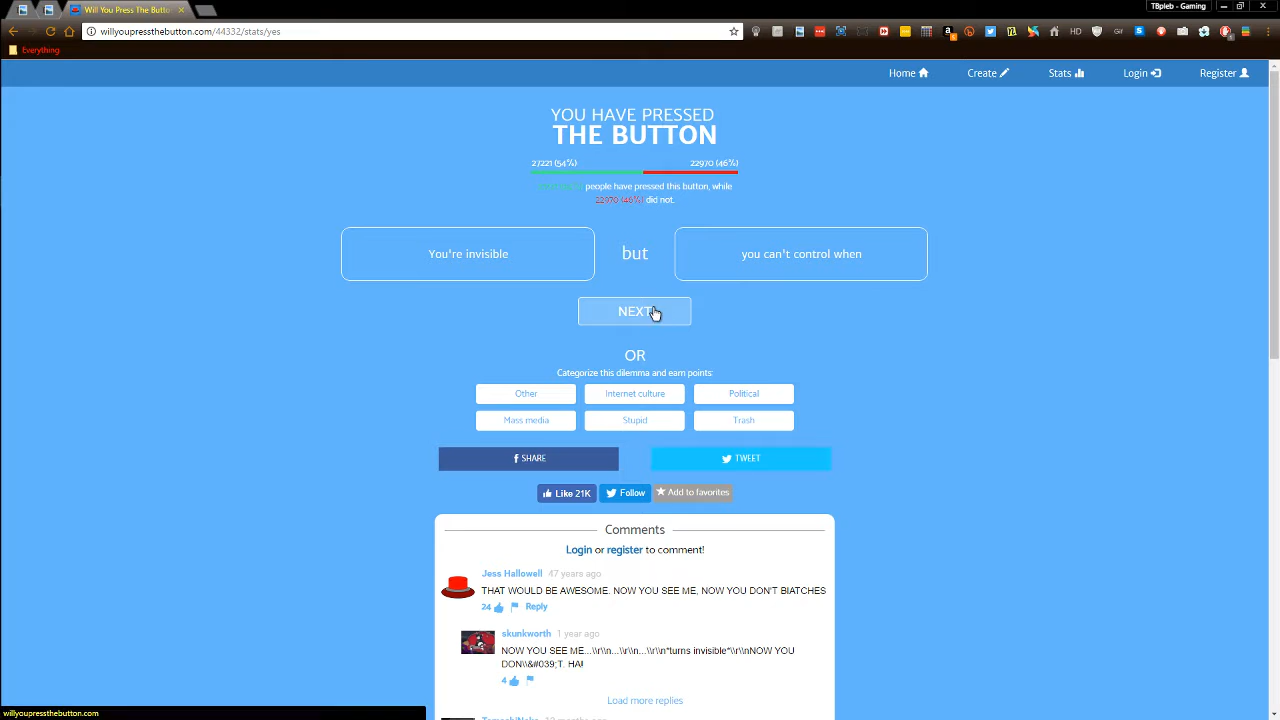 TBpleb - Gaming
Will You Press The Butto
willyoupressthebutton.com/44332/stats/yes
Everything
Home Create Stats Login Register
YOU HAVE PRESSED
THE BUTTON
27221 (54%) 22970 (46%)
people have pressed this button, while
22970 (46%) did not.
You're invisible but you can't control when
NEXT
OR
Categorize this dilemma and earn points:
Other Internet culture Political
Mass media Stupid Trash
SHARE TWEET
Like 21K Follow Add to favorites
Comments
Login or register to comment!
Jess Hallowell 47 years ago
THAT WOULD BE AWESOME. NOW YOU SEE ME, NOW YOU DON'T BIATCHES
24 Reply
skunkworth 1 year ago
NOW YOU SEE ME...\\r\\n...\\r\\n...\\r\\n*turns invisible*\\r\\nNOW YOU
DON\\&#039;T. HA!
4
Load more replies
willyoupressthebutton.com